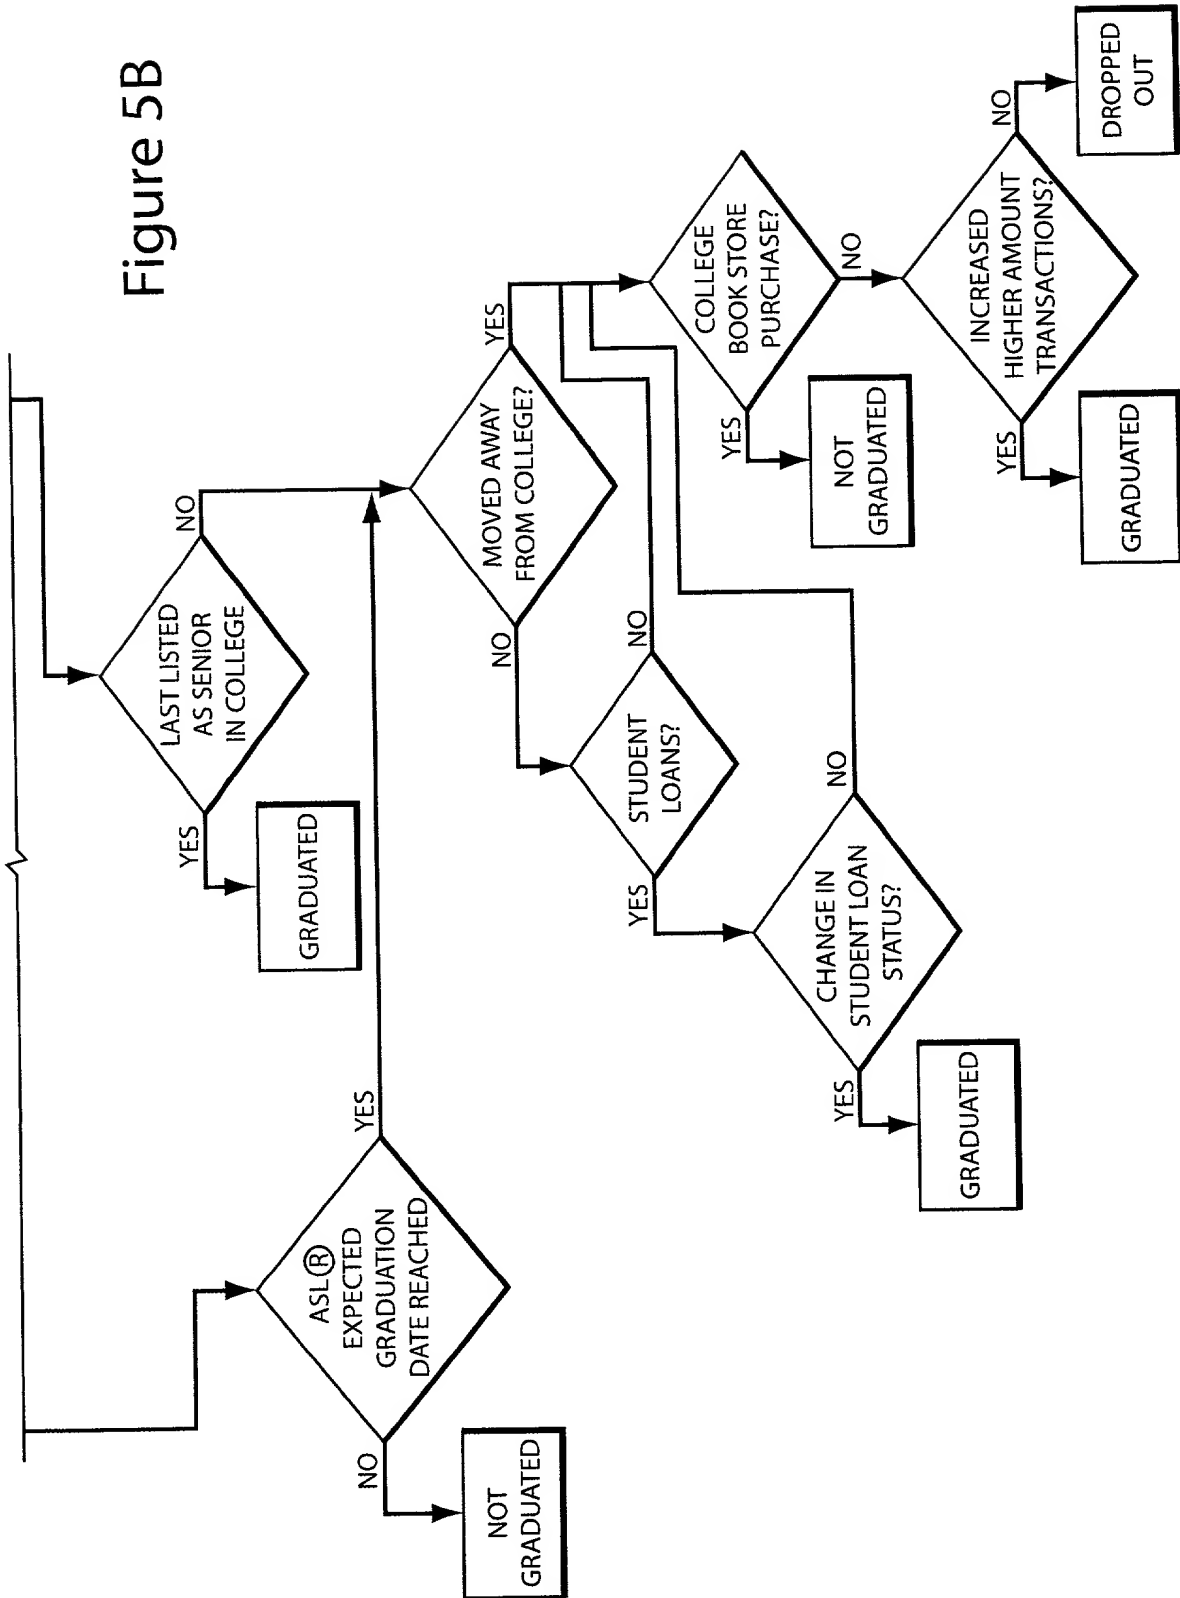 Figure 5B
LAST LISTED
AS SENIOR
IN COLLEGE
YES
NO
GRADUATED
ASL®
EXPECTED
GRADUATION
DATE REACHED
NO
YES
NOT
GRADUATED
MOVED AWAY
FROM COLLEGE?
NO
YES
STUDENT
LOANS?
YES
NO
CHANGE IN
STUDENT LOAN
STATUS?
YES
NO
GRADUATED
COLLEGE
BOOK STORE
PURCHASE?
YES
NO
NOT
GRADUATED
INCREASED
HIGHER AMOUNT
TRANSACTIONS?
YES
NO
GRADUATED
DROPPED
OUT